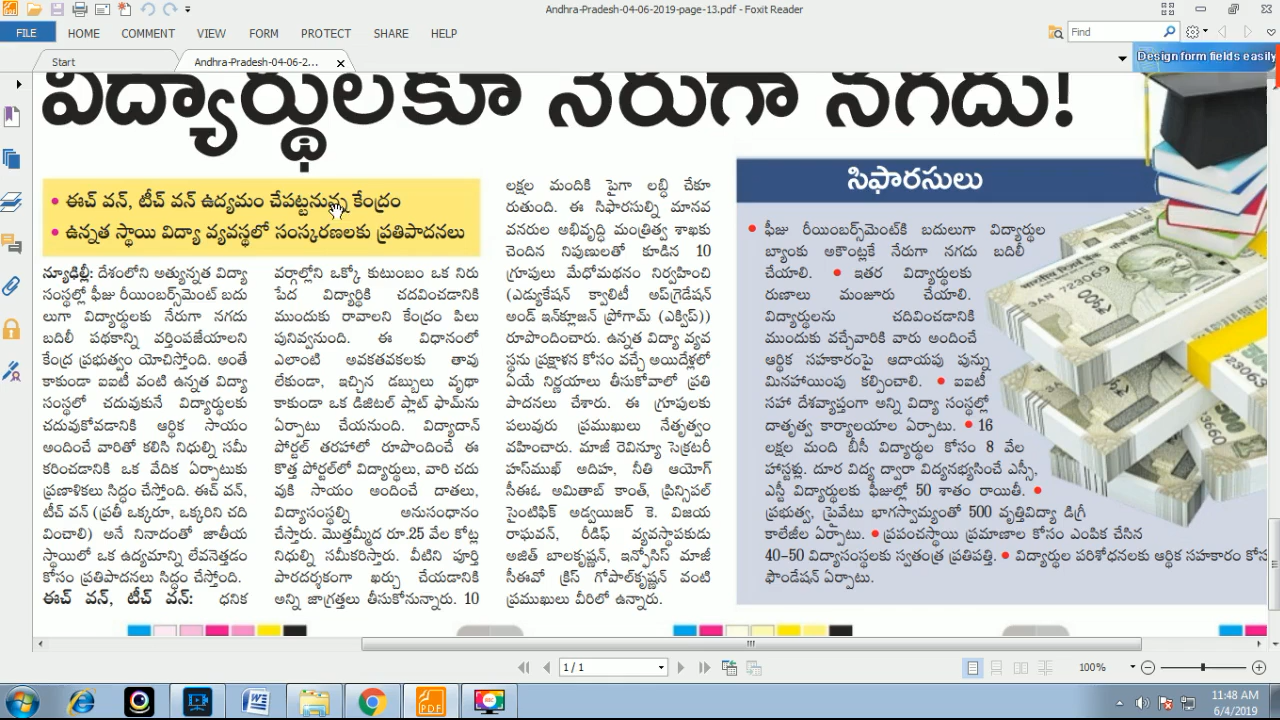 Andhra-Pradesh-04-06-2019-page-13.pdf - Foxit Reader
FILE HOME COMMENT VIEW FORM PROTECT SHARE HELP
Find
Start Andhra-Pradesh-04-06-2... Design form fields easily
విద్యార్థులకూ నేరుగా నగదు!
• ఈచ్ వన్, టీచ్ వన్ ఉద్యమం చేపట్టనున్న కేంద్రం
• ఉన్నత స్థాయి విద్యా వ్యవస్థలో సంస్కరణలకు ప్రతిపాదనలు
న్యూఢిల్లీ: దేశంలోని అత్యున్నత విద్యా
సంస్థల్లో ఫీజు రీయింబర్స్‌మెంట్ బదు
లుగా విద్యార్థులకు నేరుగా నగదు
బదిలీ పథకాన్ని వర్తింపజేయాలని
కేంద్ర ప్రభుత్వం యోచిస్తోంది. అంతే
కాకుండా ఐఐటీ వంటి ఉన్నత విద్యా
సంస్థలో చదువుకునే విద్యార్థులకు
చదువుకోవడానికి ఆర్థిక సాయం
అందించే వారితో కలిసి నిధుల్ని సమీ
కరించడానికి ఒక వేదిక ఏర్పాటుకు
ప్రణాళికలు సిద్ధం చేస్తోంది. ఈచ్ వన్,
టీచ్ వన్ (ప్రతీ ఒక్కరూ, ఒక్కరిని చది
వించాలి) అనే నినాదంతో జాతీయ
స్థాయిలో ఒక ఉద్యమాన్ని లేవనెత్తడం
కోసం ప్రతిపాదనలు సిద్ధం చేస్తోంది.
ఈచ్ వన్, టీచ్ వన్: ధనిక
వర్గాల్లోని ఒక్కో కుటుంబం ఒక నిరు
పేద విద్యార్థికి చదవించడానికి
ముందుకు రావాలని కేంద్రం పిలు
పునివ్వనుంది. ఈ విధానంలో
ఎలాంటి అవకతవకలకు తావు
లేకుండా, ఇచ్చిన డబ్బులు వృథా
కాకుండా ఒక డిజిటల్ ప్లాట్ ఫామ్‌ను
ఏర్పాటు చేయనుంది. విద్యాదాన్
పోర్టల్ తరహాలో రూపొందించే ఈ
కొత్త పోర్టల్‌లో విద్యార్థులు, వారి చదు
వుకి సాయం అందించే దాతలు,
విద్యాసంస్థల్ని అనుసంధానం
చేస్తారు. మొత్తమ్మీద రూ.25 వేల కోట్ల
నిధుల్ని సమీకరిస్తారు. వీటిని పూర్తి
పారదర్శకంగా ఖర్చు చేయడానికి
అన్ని జాగ్రత్తలు తీసుకోనున్నారు. 10
లక్షల మందికి పైగా లబ్ధి చేకూ
రుతుంది. ఈ సిఫారసుల్ని మానవ
వనరుల అభివృద్ధి మంత్రిత్వ శాఖకు
చెందిన నిపుణులతో కూడిన 10
గ్రూపులు మేధోమథనం నిర్వహించి
(ఎడ్యుకేషన్ క్వాలిటీ అప్‌గ్రెడేషన్
అండ్ ఇన్‌క్లూజన్ ప్రోగ్రామ్ (ఎక్విప్))
రూపొందించారు. ఉన్నత విద్యా వ్యవ
స్థను ప్రక్షాళన కోసం వచ్చే అయిదేళ్లలో
ఏయే నిర్ణయాలు తీసుకోవాలో ప్రతి
పాదనలు చేశారు. ఈ గ్రూపులకు
పలువురు ప్రముఖులు నేతృత్వం
వహించారు. మాజీ రెవిన్యూ సెక్రటరీ
హస్‌ముఖ్ అదిహ, నీతి ఆయోగ్
సీఈఓ అమితాబ్ కాంత్, ప్రిన్సిపల్
సైంటిఫిక్ అడ్వయిజర్ కె. విజయ
రాఘవన్, రీడిఫ్ వ్యవస్థాపకుడు
అజిత్ బాలకృష్ణన్, ఇన్ఫోసిస్ మాజీ
సీఈవో క్రిస్ గోపాల్‌కృష్ణన్ వంటి
ప్రముఖులు వీరిలో ఉన్నారు.
సిఫారసులు
• ఫీజు రీయింబర్స్‌మెంట్‌కి బదులుగా విద్యార్థుల
బ్యాంకు అకౌంట్లకే నేరుగా నగదు బదిలీ
చేయాలి. • ఇతర విద్యార్థులకు
రుణాలు మంజూరు చేయాలి.
విద్యార్థులను చదివించడానికి
ముందుకు వచ్చేవారికి వారు అందించే
ఆర్థిక సహకారంపై ఆదాయపు పున్ను
మినహాయింపు కల్పించాలి. • ఐఐటీ
సహా దేశవ్యాప్తంగా అన్ని విద్యా సంస్థల్లో
దాతృత్వ కార్యాలయాల ఏర్పాటు. • 16
లక్షల మంది బీసీ విద్యార్థుల కోసం 8 వేల
హాస్టళ్లు. దూర విద్య ద్వారా విద్యనభ్యసించే ఎస్సీ,
ఎస్టీ విద్యార్థులకు ఫీజుల్లో 50 శాతం రాయితీ. •
ప్రభుత్వ, ప్రైవేటు భాగస్వామ్యంతో 500 వృత్తివిద్యా డిగ్రీ
కాలేజీల ఏర్పాటు. • ప్రపంచస్థాయి ప్రమాణాల కోసం ఎంపిక చేసిన
40-50 విద్యాసంస్థలకు స్వతంత్ర ప్రతిపత్తి. • విద్యార్థుల పరిశోధనలకు ఆర్థిక సహకారం కోస
ఫౌండేషన్ ఏర్పాటు.
1 / 1 100%
11:48 AM
6/4/2019